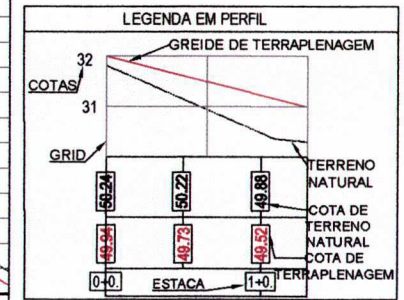 LEGENDA EM PERFIL
32
GREIDE DE TERRAPLENAGEM
COTAS
31
GRID
TERRENO
NATURAL
50.24
50.22
49.88
COTA DE
TERRENO
NATURAL
49.94
49.73
49.52
COTA DE
TERRAPLENAGEM
0+0.
ESTACA
1+0.